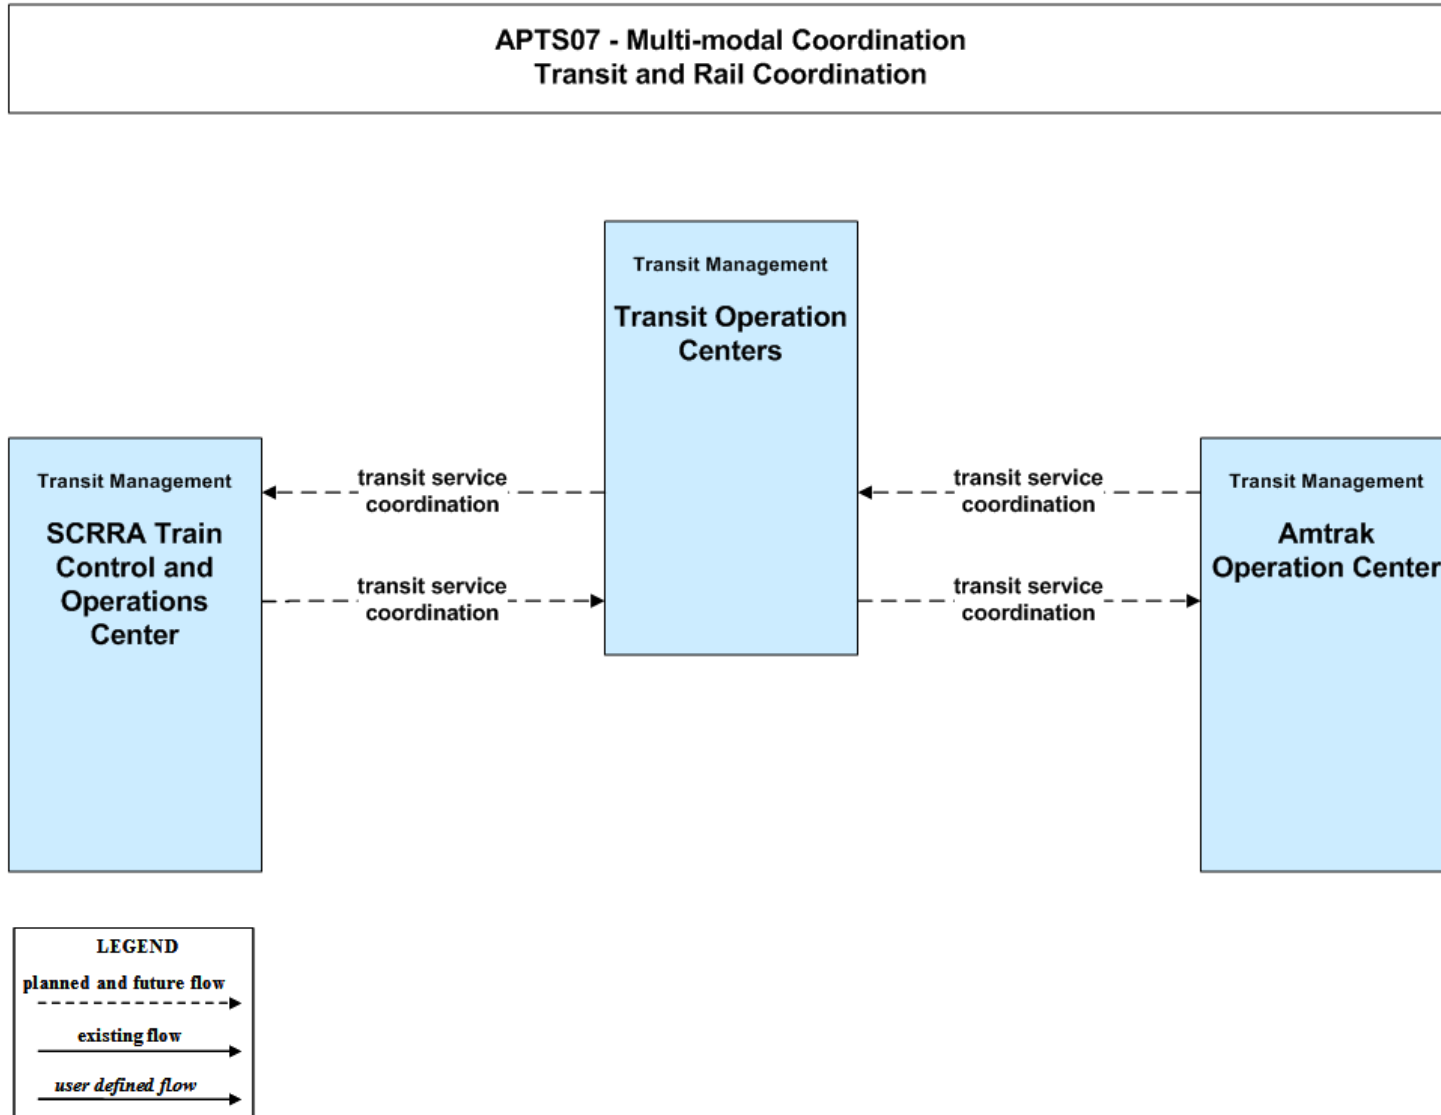 APTS07 - Multi-modal Coordination
Transit and Rail Coordination
Transit Management
Transit Operation
Centers
Transit Management
SCRRA Train
Control and
Operations
Center
transit service
coordination
transit service
coordination
transit service
coordination
transit service
coordination
Transit Management
Amtrak
Operation Center
LEGEND
planned and future flow
existing flow
user defined flow